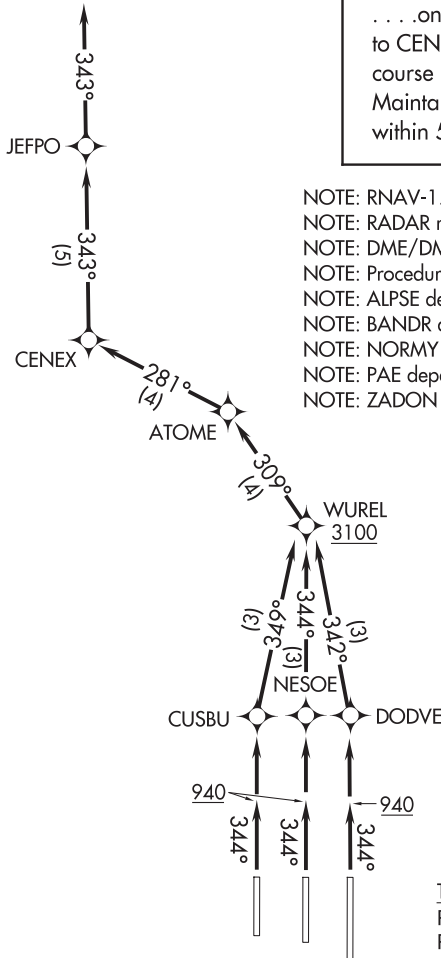 . . . .on
to CEN
course
Mainta
within 5
343°
JEFPO
343°
(5)
NOTE: RNAV-1.
NOTE: RADAR r
NOTE: DME/DM
NOTE: Procedur
NOTE: ALPSE de
NOTE: BANDR d
NOTE: NORMY
NOTE: PAE depa
NOTE: ZADON
CENEX
281°
(4)
ATOME
309°
(4)
WUREL
3100
349°
(3)
344°
(3)
342°
(3)
NESOE
CUSBU
DODVE
940
940
344°
344°
344°